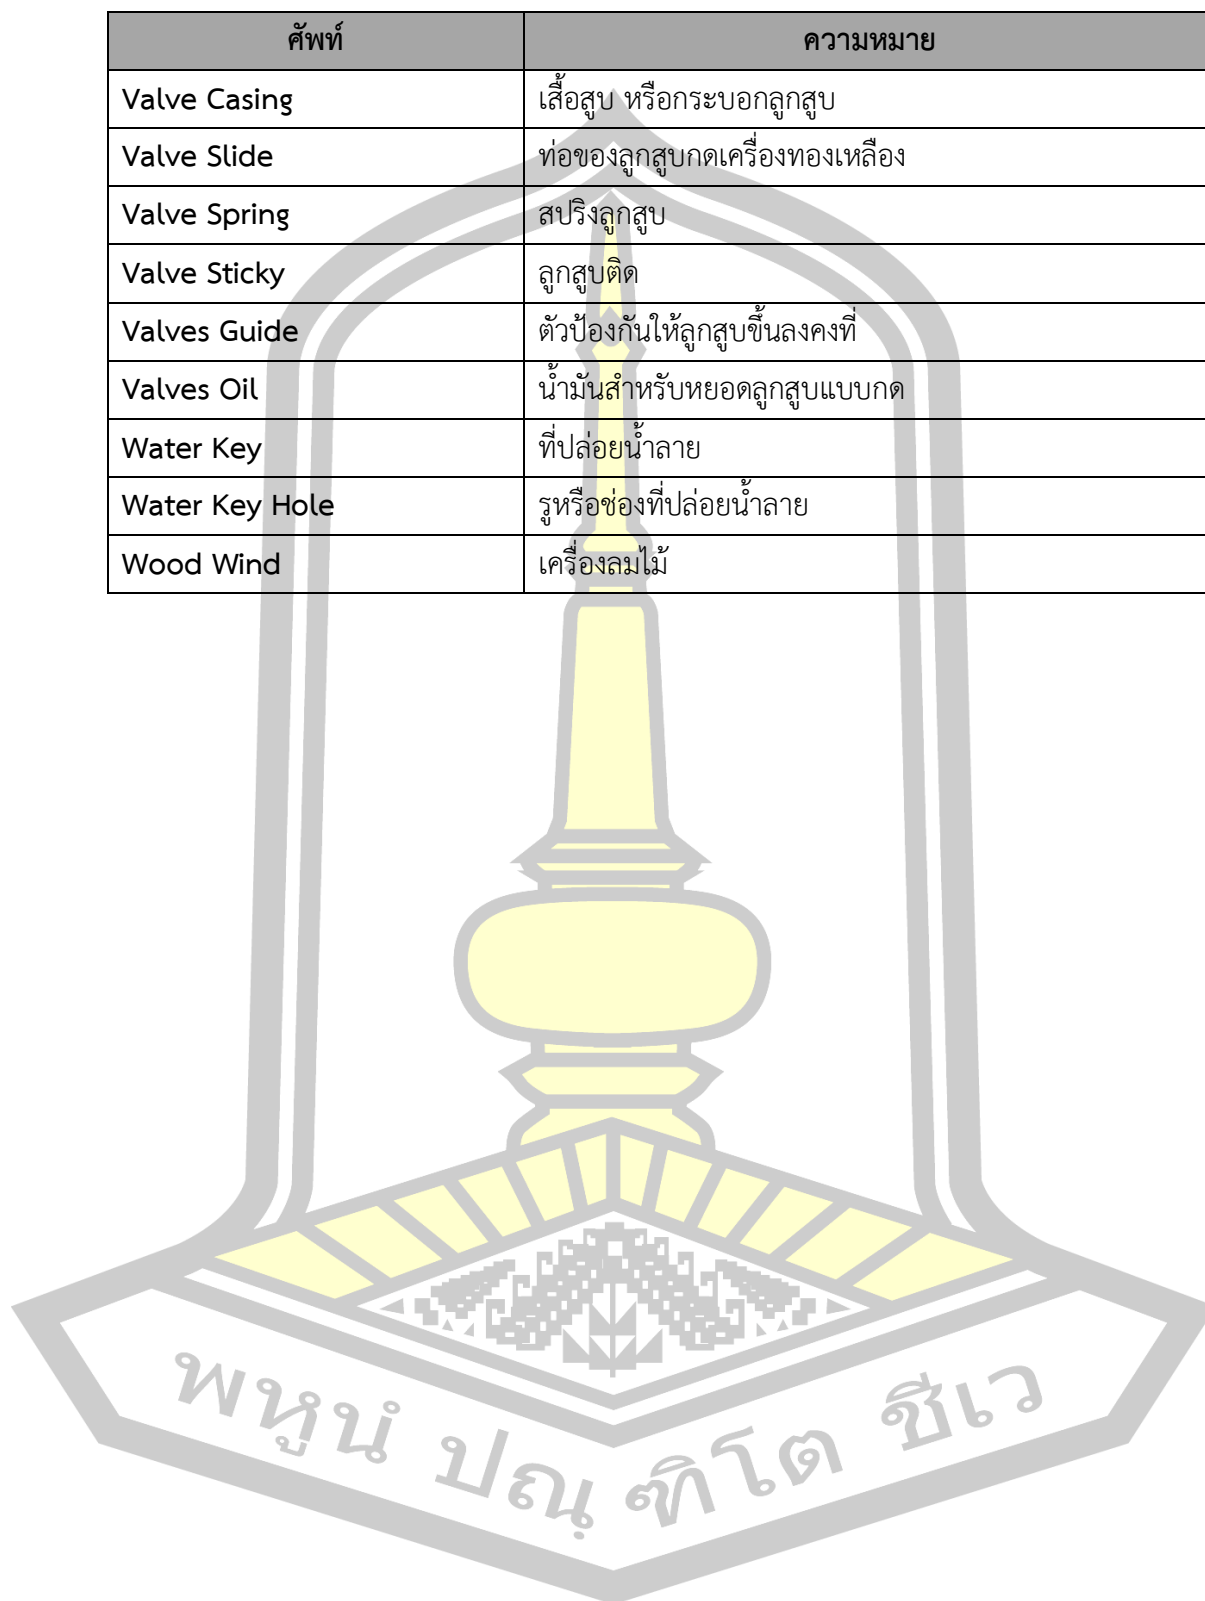 ศัพท์ ความหมาย
Valve Casing เสื้อสูบ หรือกระบอกลูกสูบ
Valve Slide ท่อของลูกสูบกดเครื่องทองเหลือง
Valve Spring สปริงลูกสูบ
Valve Sticky ลูกสูบติด
Valves Guide ตัวป้องกันให้ลูกสูบขึ้นลงคงที่
Valves Oil น้ำมันสำหรับหยอดลูกสูบแบบกด
Water Key ที่ปล่อยน้ำลาย
Water Key Hole รูหรือช่องที่ปล่อยน้ำลาย
Wood Wind เครื่องลมไม้
พหูนํ ปณฺ ฑิโต ชีเว